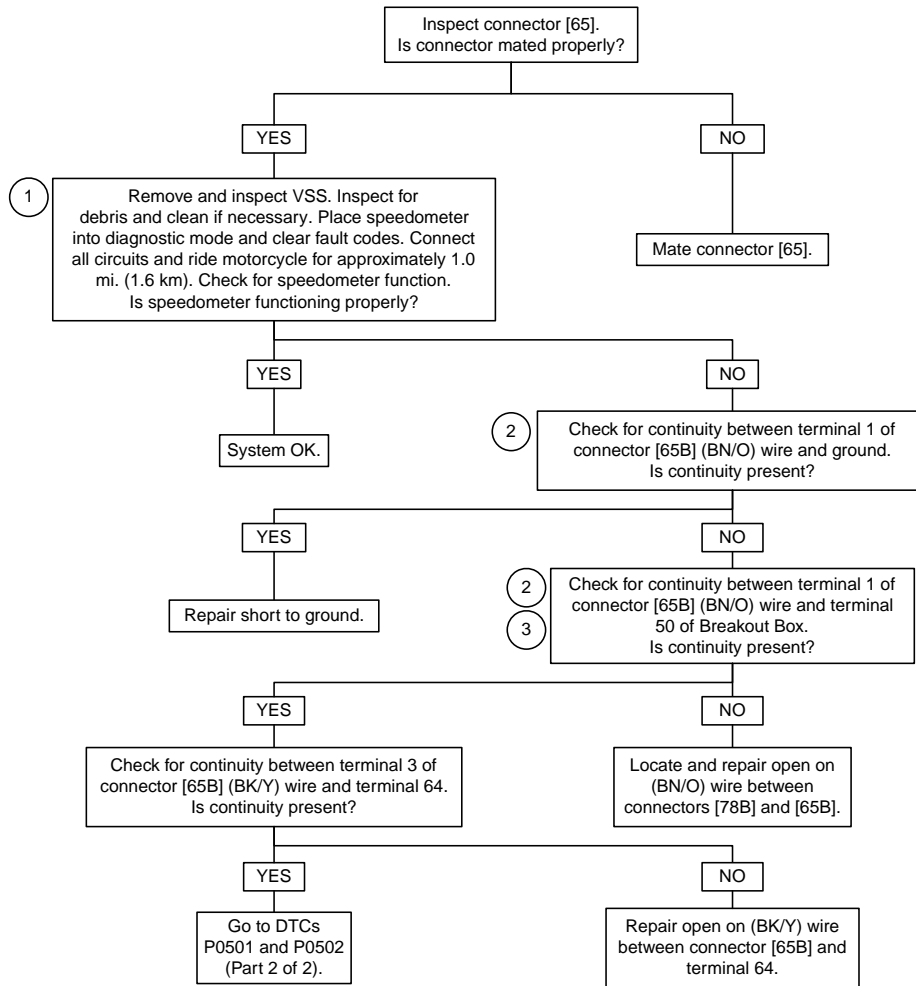 Inspect connector [65].
Is connector mated properly?
YES
NO
1
Remove and inspect VSS. Inspect for
debris and clean if necessary. Place speedometer
into diagnostic mode and clear fault codes. Connect
all circuits and ride motorcycle for approximately 1.0
mi. (1.6 km). Check for speedometer function.
Is speedometer functioning properly?
Mate connector [65].
YES
NO
System OK.
2
Check for continuity between terminal 1 of
connector [65B] (BN/O) wire and ground.
Is continuity present?
YES
NO
Repair short to ground.
2
3
Check for continuity between terminal 1 of
connector [65B] (BN/O) wire and terminal
50 of Breakout Box.
Is continuity present?
YES
NO
Check for continuity between terminal 3 of
connector [65B] (BK/Y) wire and terminal 64.
Is continuity present?
Locate and repair open on
(BN/O) wire between
connectors [78B] and [65B].
YES
NO
Go to DTCs
P0501 and P0502
(Part 2 of 2).
Repair open on (BK/Y) wire
between connector [65B] and
terminal 64.